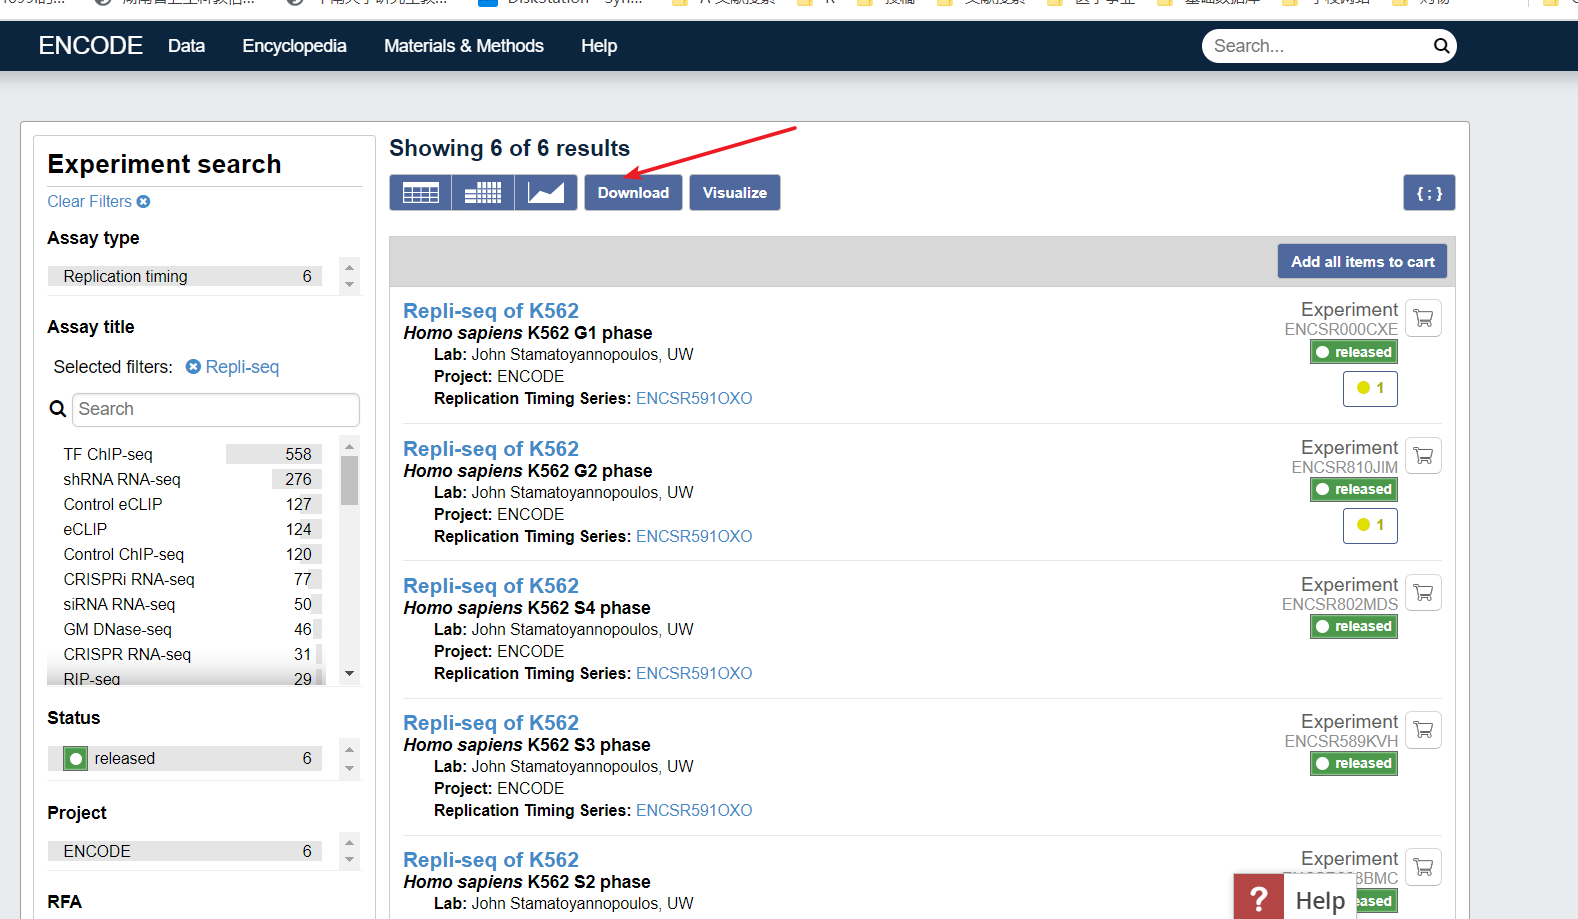 ENCODE Data Encyclopedia Materials & Methods Help Search...
Experiment search
Clear Filters
Assay type
Replication timing 6
Assay title
Selected filters: Repli-seq
Search
TF ChIP-seq 558
shRNA RNA-seq 276
Control eCLIP 127
eCLIP 124
Control ChIP-seq 120
CRISPRi RNA-seq 77
siRNA RNA-seq 50
GM DNase-seq 46
CRISPR RNA-seq 31
RIP-seq 29
Status
released 6
Project
ENCODE 6
RFA
Showing 6 of 6 results
Download Visualize { ; }
Add all items to cart
Repli-seq of K562
Homo sapiens K562 G1 phase
Lab: John Stamatoyannopoulos, UW
Project: ENCODE
Replication Timing Series: ENCSR591OXO
Experiment
ENCSR000CXE
released
1
Repli-seq of K562
Homo sapiens K562 G2 phase
Lab: John Stamatoyannopoulos, UW
Project: ENCODE
Replication Timing Series: ENCSR591OXO
Experiment
ENCSR810JIM
released
1
Repli-seq of K562
Homo sapiens K562 S4 phase
Lab: John Stamatoyannopoulos, UW
Project: ENCODE
Replication Timing Series: ENCSR591OXO
Experiment
ENCSR802MDS
released
Repli-seq of K562
Homo sapiens K562 S3 phase
Lab: John Stamatoyannopoulos, UW
Project: ENCODE
Replication Timing Series: ENCSR591OXO
Experiment
ENCSR589KVH
released
Repli-seq of K562
Homo sapiens K562 S2 phase
Lab: John Stamatoyannopoulos, UW
Experiment
? Help